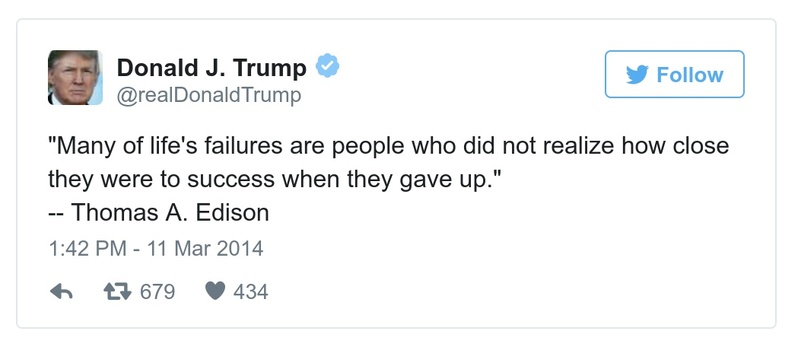 Donald J. Trump
@realDonaldTrump
Follow
"Many of life's failures are people who did not realize how close
they were to success when they gave up."
-- Thomas A. Edison
1:42 PM - 11 Mar 2014
679 434